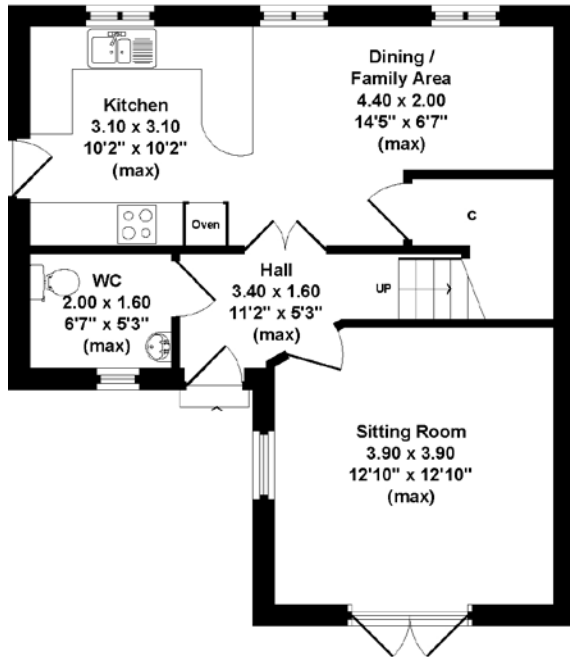 Dining /
Family Area
4.40 x 2.00
14'5" x 6'7"
(max)
Kitchen
3.10 x 3.10
10'2" x 10'2"
(max)
Oven
C
WC
2.00 x 1.60
6'7" x 5'3"
(max)
Hall
3.40 x 1.60
11'2" x 5'3"
(max)
UP
Sitting Room
3.90 x 3.90
12'10" x 12'10"
(max)